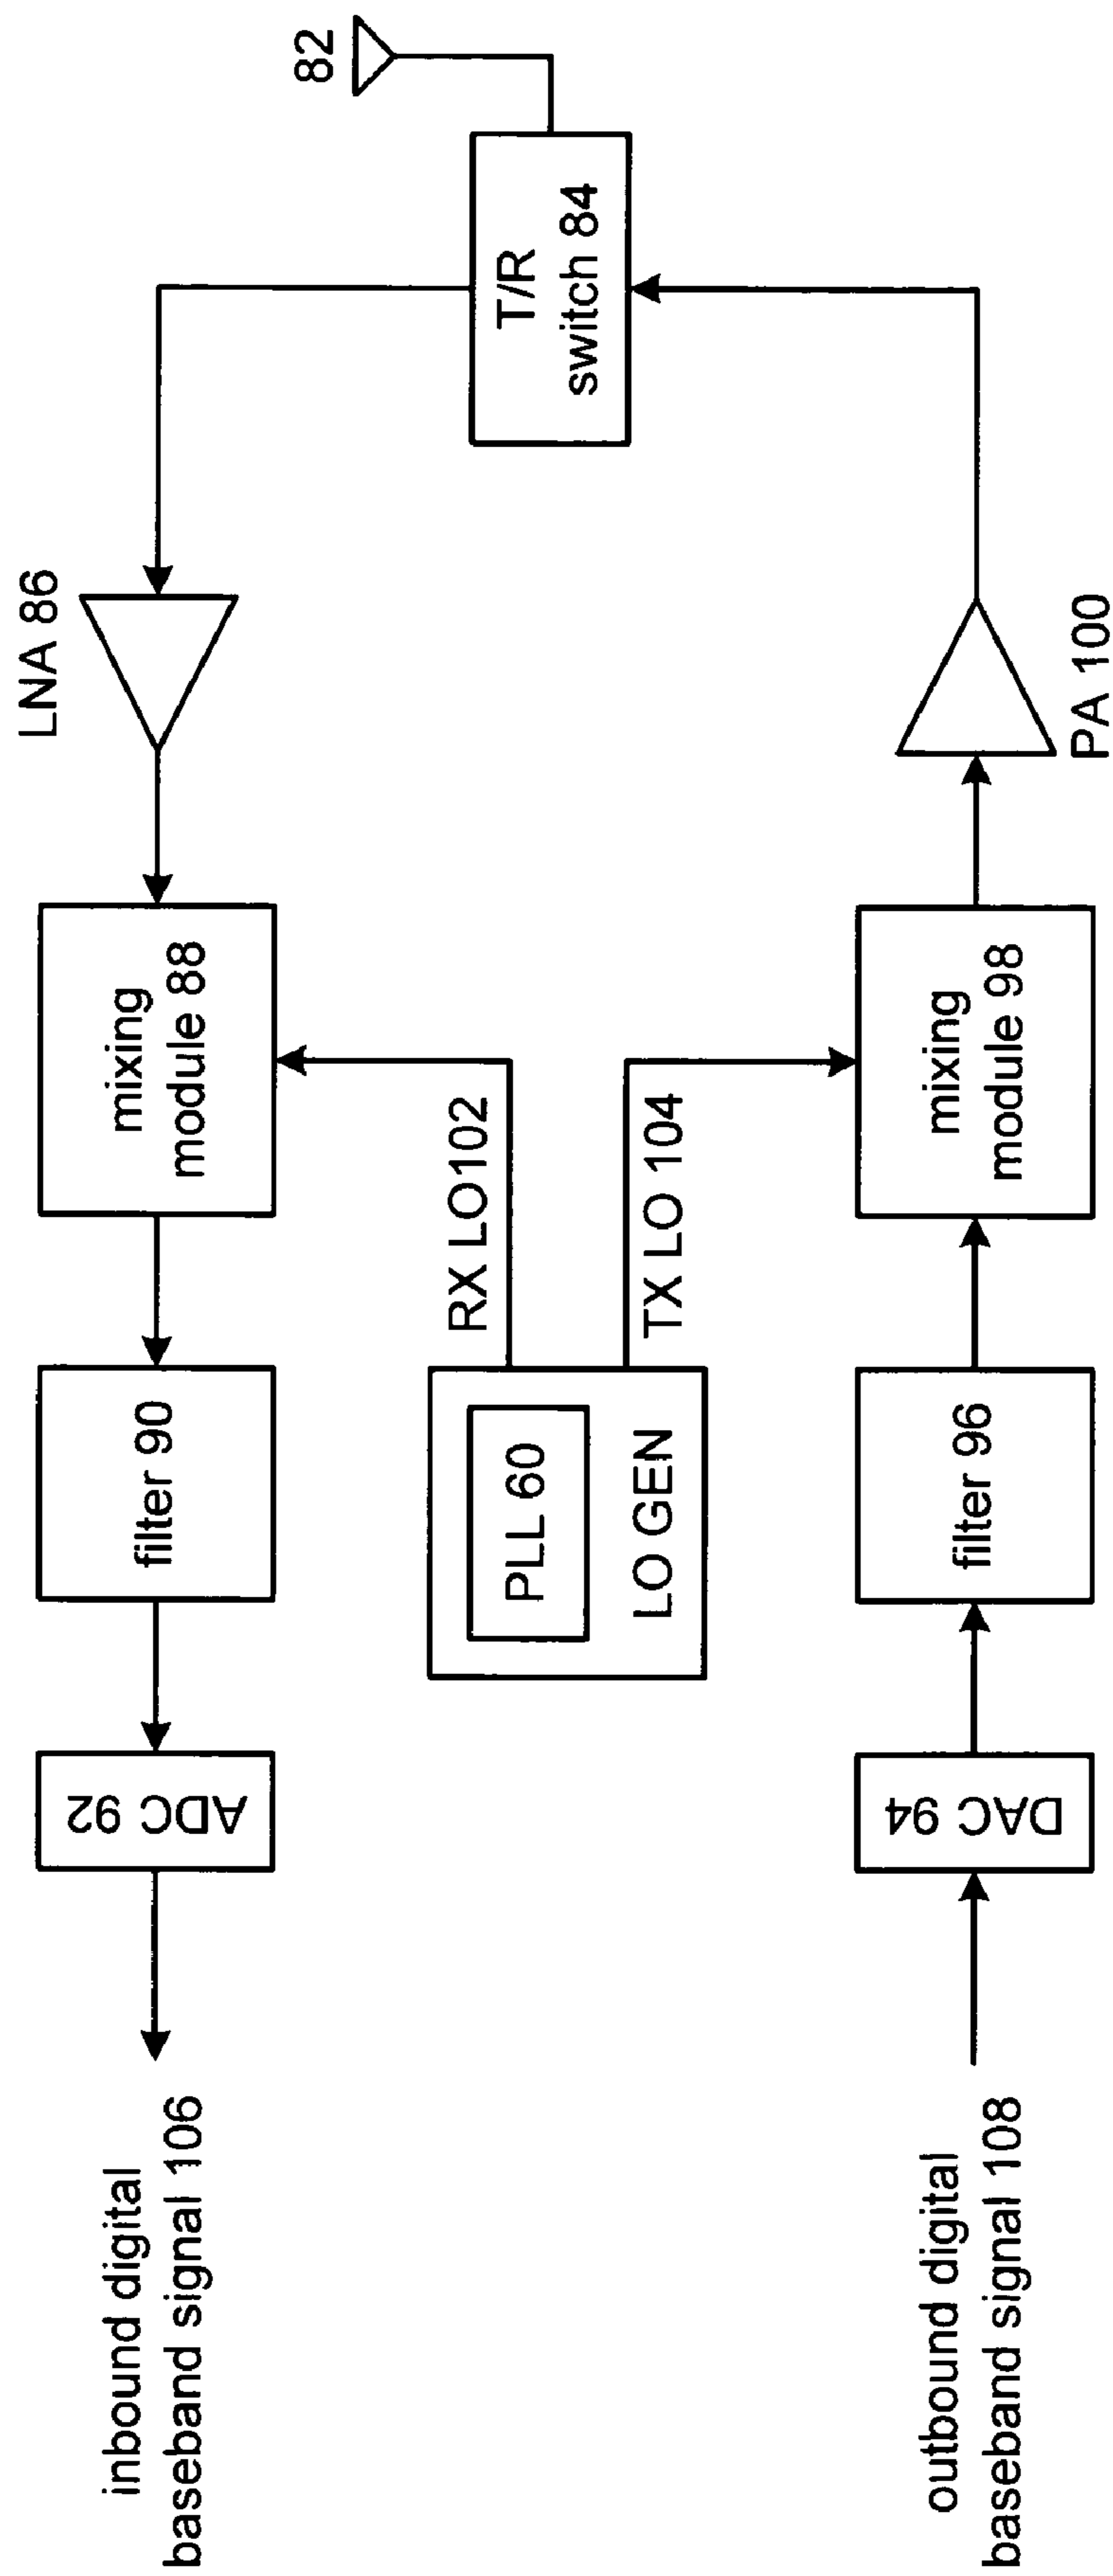 inbound digital
baseband signal 106
ADC 92
filter 90
mixing
module 88
LNA 86
82
T/R
switch 84
PLL 60
LO GEN
RX LO102
TX LO 104
outbound digital
baseband signal 108
DAC 94
filter 96
mixing
module 98
PA 100